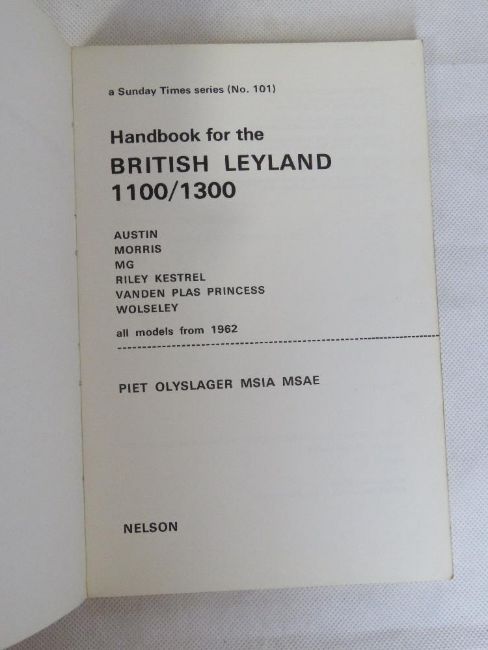 a Sunday Times series (No. 101)
Handbook for the
BRITISH LEYLAND
1100/1300
AUSTIN
MORRIS
MG
RILEY KESTREL
VANDEN PLAS PRINCESS
WOLSELEY
all models from 1962
PIET OLYSLAGER MSIA MSAE
NELSON